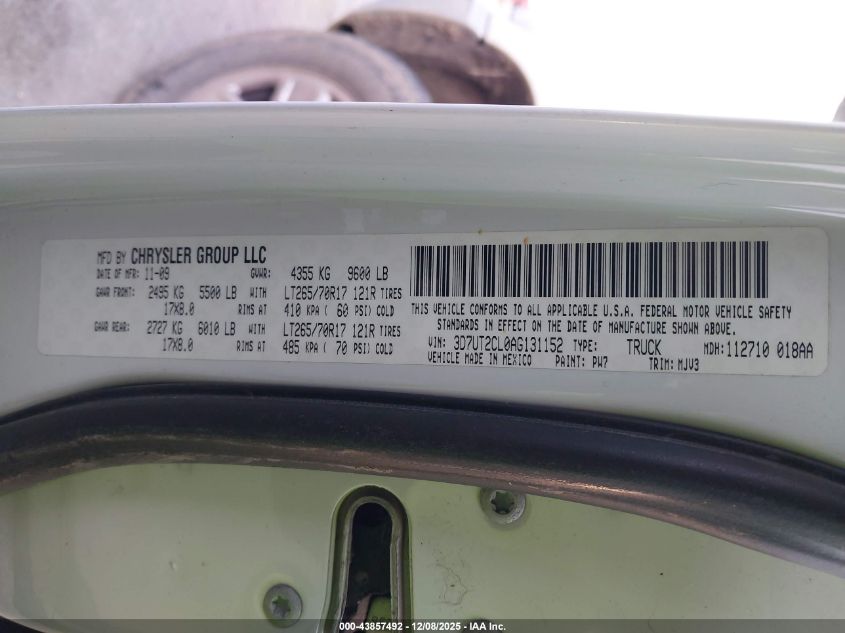 MFD BY CHRYSLER GROUP LLC
DATE OF MFR: 11-09 GVWR: 4355 KG 9600 LB
GAWR FRONT: 2495 KG 5500 LB WITH LT265/70R17 121R TIRES
17X8.0 RIMS AT 410 KPA ( 60 PSI) COLD
GAWR REAR: 2727 KG 6010 LB WITH LT265/70R17 121R TIRES
17X8.0 RIMS AT 485 KPA ( 70 PSI) COLD
THIS VEHICLE CONFORMS TO ALL APPLICABLE U.S.A. FEDERAL MOTOR VEHICLE SAFETY
STANDARDS IN EFFECT ON THE DATE OF MANUFACTURE SHOWN ABOVE.
VIN: 3D7UT2CL0AG131152 TYPE: TRUCK MDH: 112710 018AA
VEHICLE MADE IN MEXICO PAINT: PW7 TRIM: MJV3
000-43857492 - 12/08/2025 - IAA Inc.